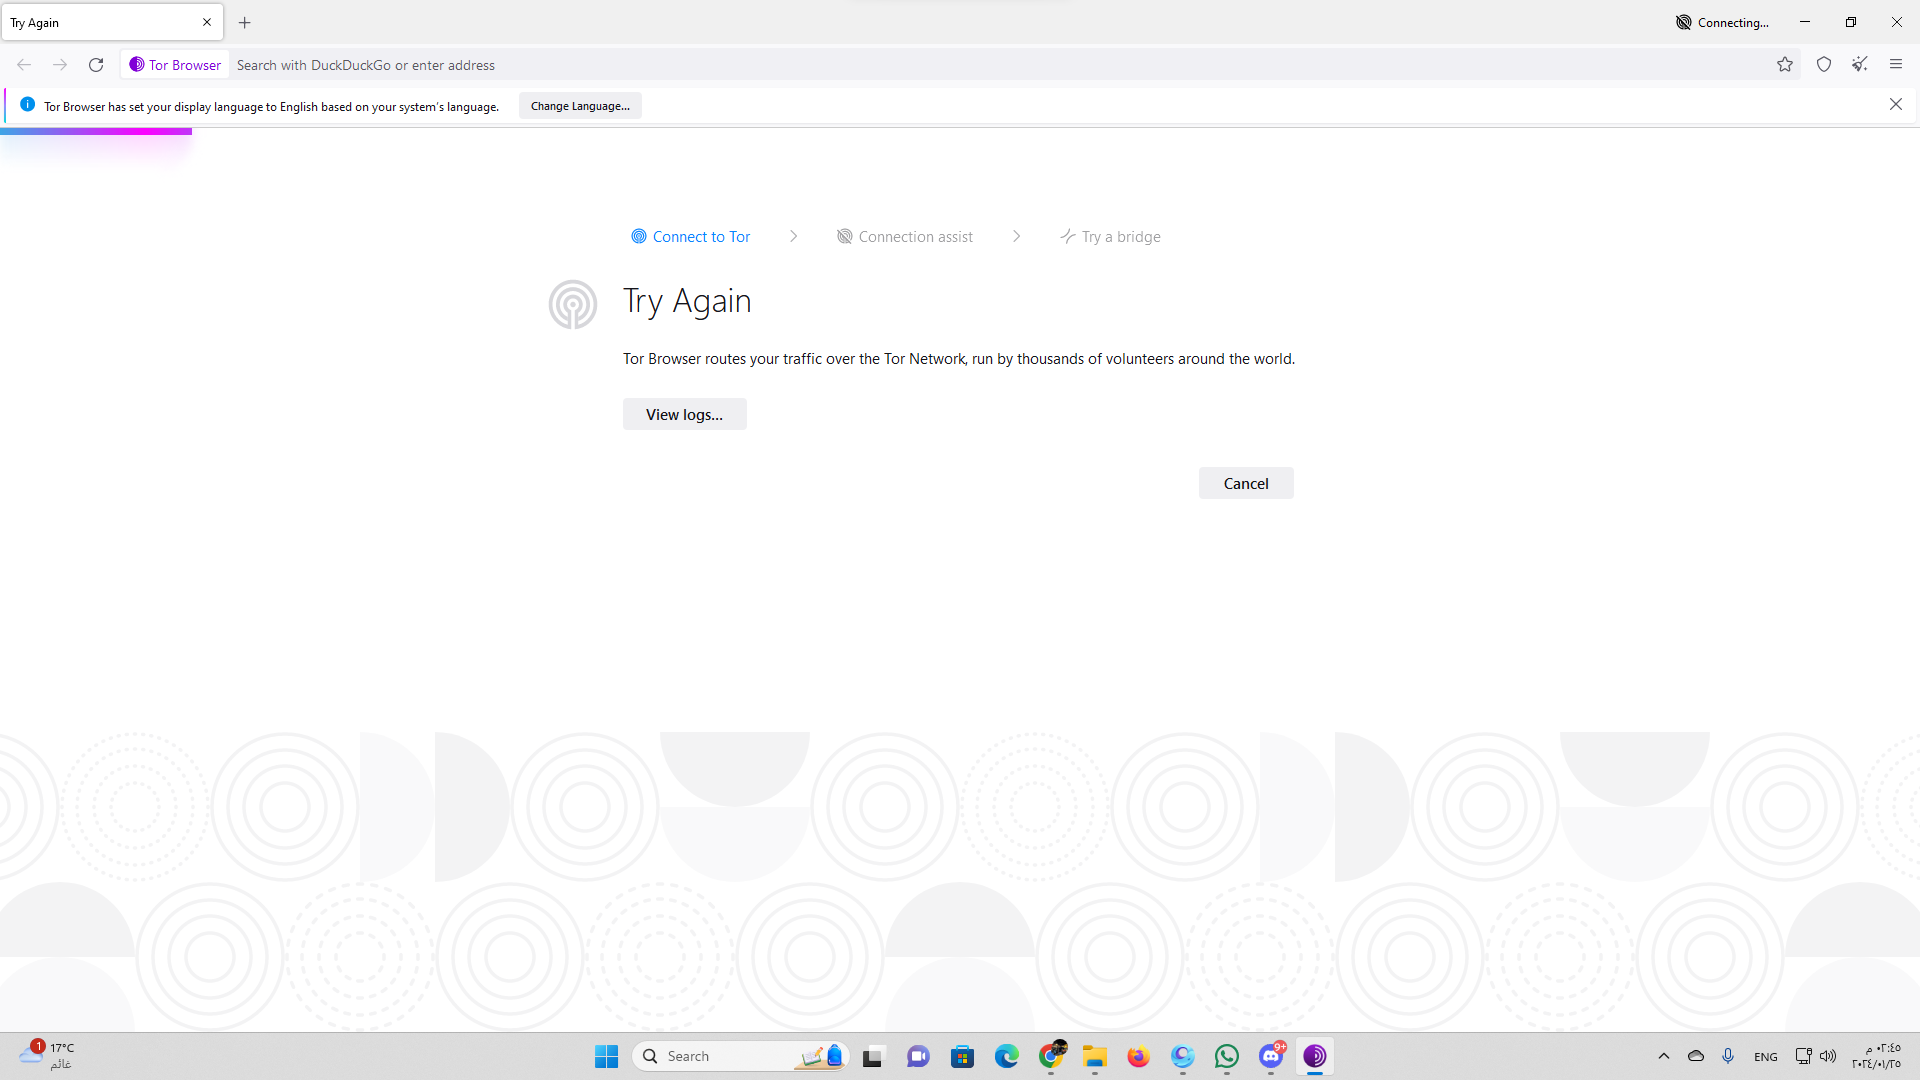 Try Again
Connecting...
Tor Browser
Search with DuckDuckGo or enter address
Tor Browser has set your display language to English based on your system's language.
Change Language...
Connect to Tor
Connection assist
Try a bridge
Try Again
Tor Browser routes your traffic over the Tor Network, run by thousands of volunteers around the world.
View logs...
Cancel
1
17°C
غائم
Search
9+
ENG
٠٢:٤٥ م
٢٠٢٤/٠١/٢٥